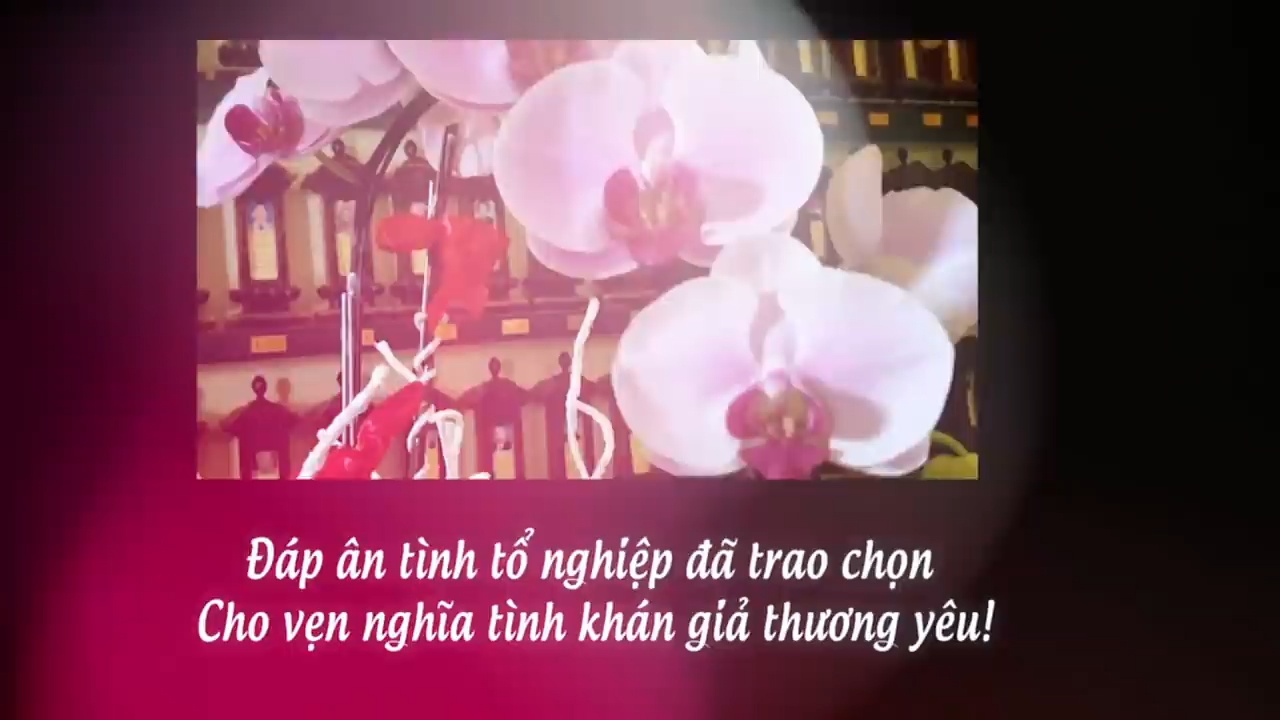 Đáp ân tình tổ nghiệp đã trao chọn
Cho vẹn nghĩa tình khán giả thương yêu!